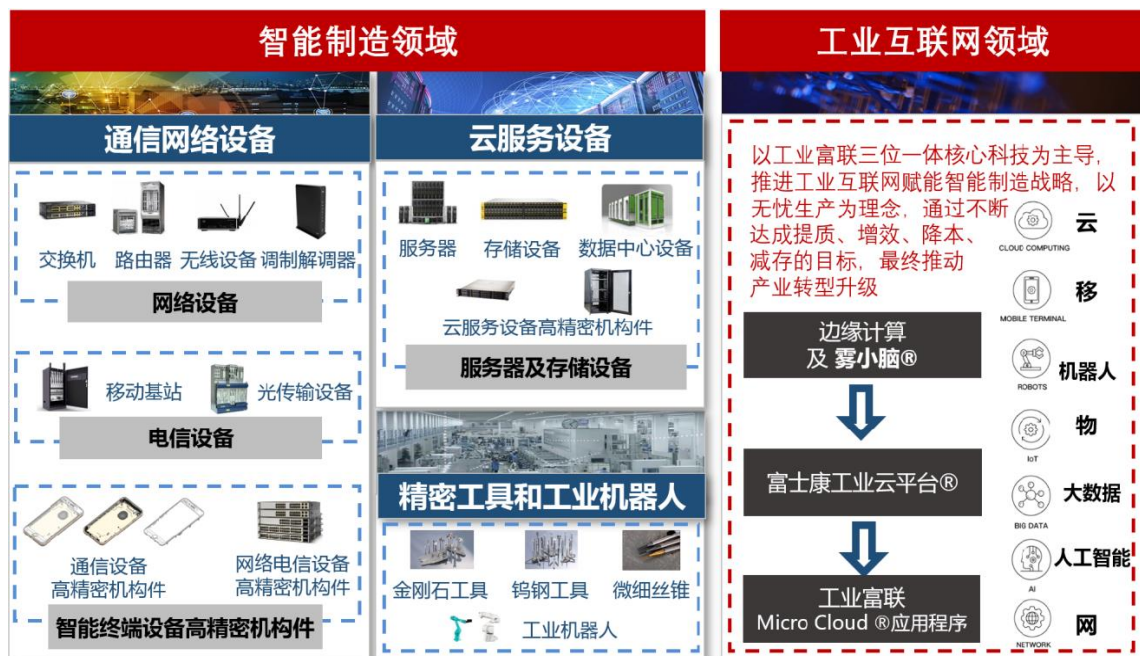 智能制造领域
通信网络设备
交换机 路由器 无线设备 调制解调器
网络设备
移动基站 光传输设备
电信设备
通信设备
高精密机构件
网络电信设备
高精密机构件
智能终端设备高精密机构件
云服务设备
服务器 存储设备 数据中心设备
云服务设备高精密机构件
服务器及存储设备
精密工具和工业机器人
金刚石工具 钨钢工具 微细丝锥
工业机器人
工业互联网领域
以工业富联三位一体核心科技为主导，
推进工业互联网赋能智能制造战略，以
无忧生产为理念，通过不断
达成提质、增效、降本、
减存的目标，最终推动
产业转型升级
边缘计算
及 雾小脑®
富士康工业云平台®
工业富联
Micro Cloud ®应用程序
云
CLOUD COMPUTING
移
MOBILE TERMINAL
机器人
ROBOTS
物
IoT
大数据
BIG DATA
人工智能
AI
网
NETWORK